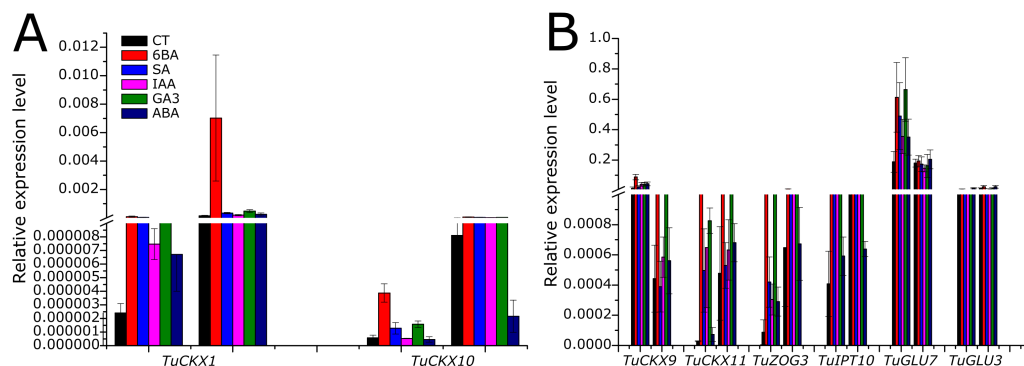 A
Relative expression level
0.012
0.010
0.008
0.006
0.004
0.002
0.000008
0.000007
0.000006
0.000005
0.000004
0.000003
0.000002
0.000001
0.000000
CT
6BA
SA
IAA
GA3
ABA
TuCKX1 TuCKX10
B
Relative expression level
1.0
0.8
0.6
0.4
0.2
0.0008
0.0006
0.0004
0.0002
0.0000
TuCKX9 TuCKX11 TuZOG3 TuIPT10 TuGLU7 TuGLU3